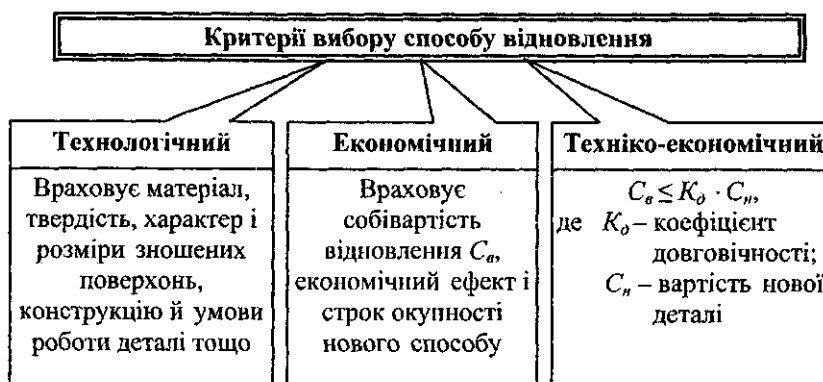 Критерії вибору способу відновлення
Технологічний
Враховує матеріал,
твердість, характер і
розміри зношених
поверхонь,
конструкцію й умови
роботи деталі тощо
Економічний
Враховує
собівартість
відновлення Cв,
економічний ефект і
строк окупності
нового способу
Техніко-економічний
Cв ≤ Kд · Cн,
де Kд – коефіцієнт
довговічності;
Cн – вартість нової
деталі